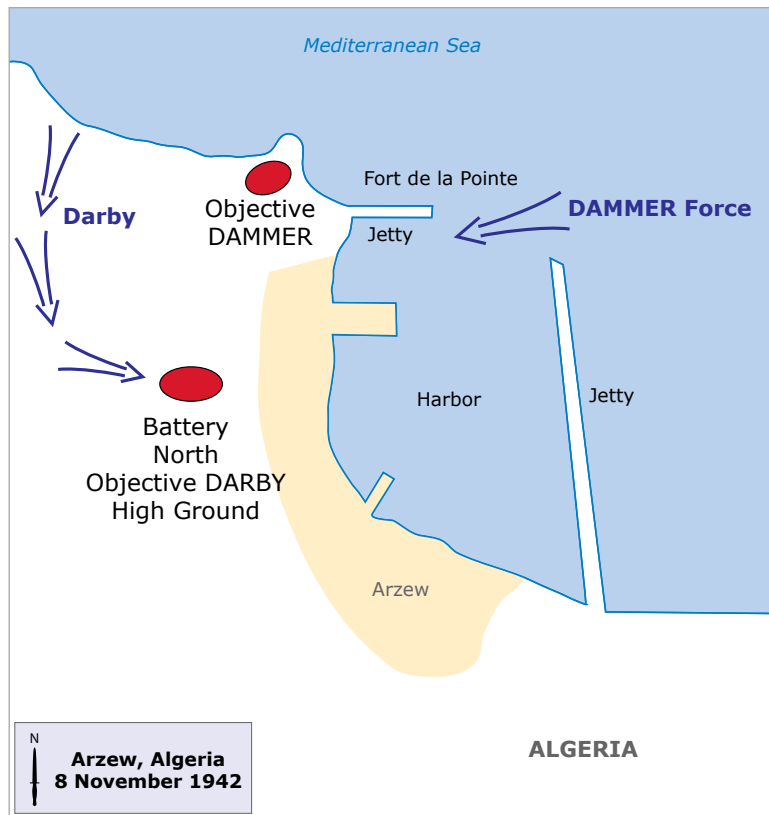 Mediterranean Sea
Fort de la Pointe
Objective
DAMMER
Darby
DAMMER Force
Jetty
Harbor
Jetty
Battery
North
Objective DARBY
High Ground
Arzew
ALGERIA
N
Arzew, Algeria
8 November 1942